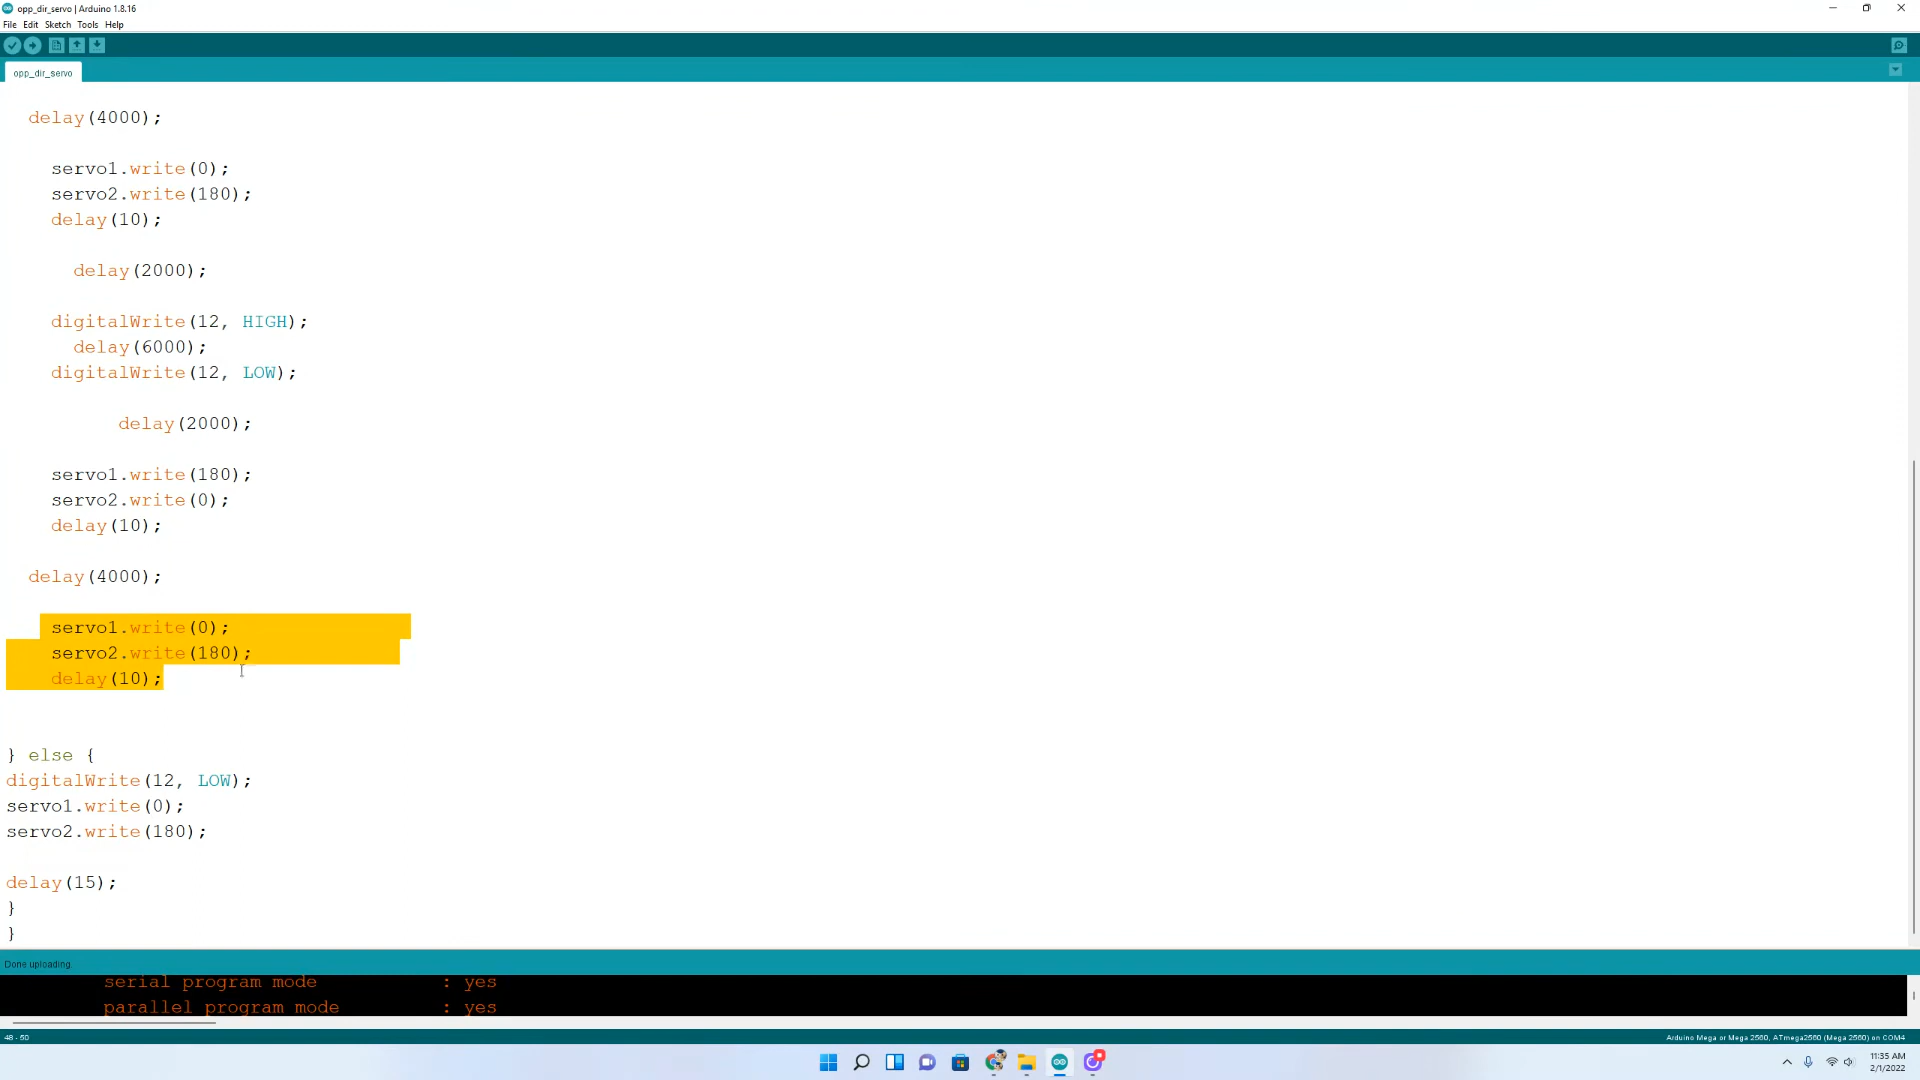 opp_dir_servo | Arduino 1.8.16
File Edit Sketch Tools Help
opp_dir_servo
delay(4000);
servo1.write(0);
servo2.write(180);
delay(10);
delay(2000);
digitalWrite(12, HIGH);
delay(6000);
digitalWrite(12, LOW);
delay(2000);
servo1.write(180);
servo2.write(0);
delay(10);
delay(4000);
servo1.write(0);
servo2.write(180);
delay(10);
} else {
digitalWrite(12, LOW);
servo1.write(0);
servo2.write(180);
delay(15);
}
}
Done uploading.
serial program mode : yes
parallel program mode : yes
48 - 50 Arduino Mega or Mega 2560, ATmega2560 (Mega 2560) on COM4
11:35 AM
2/1/2022